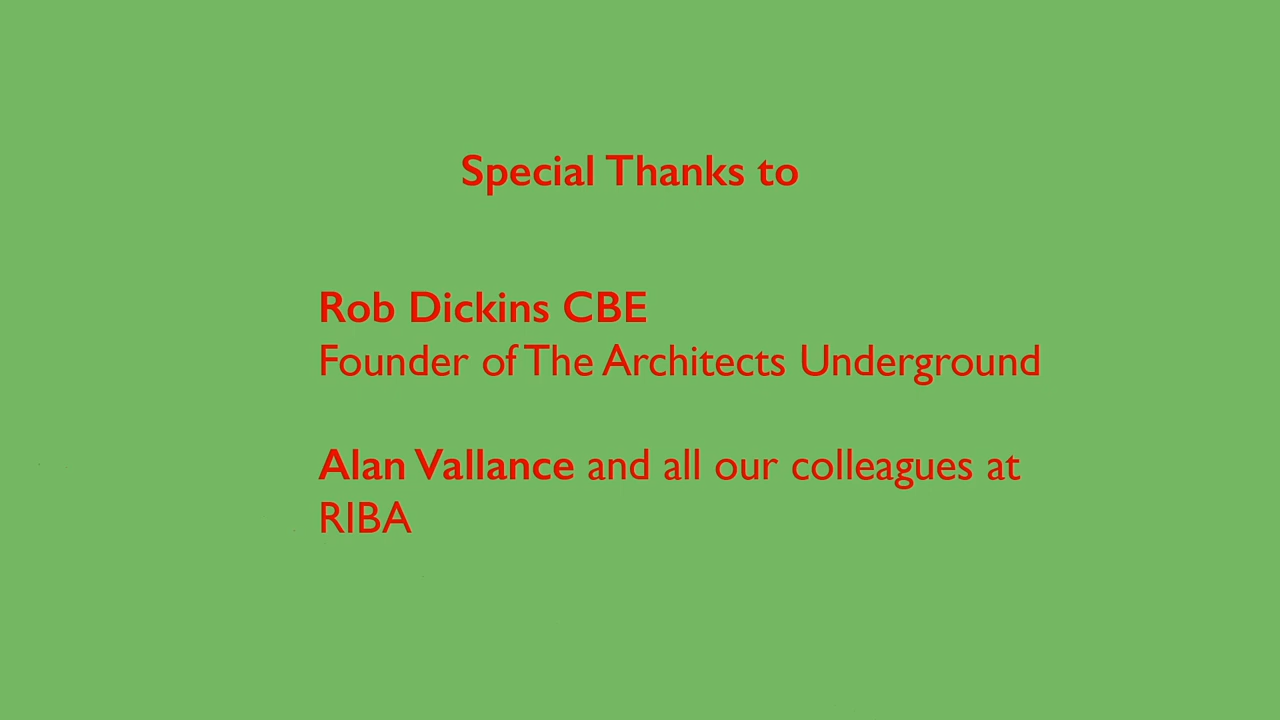 Special Thanks to
Rob Dickins CBE
Founder of The Architects Underground
Alan Vallance and all our colleagues at
RIBA